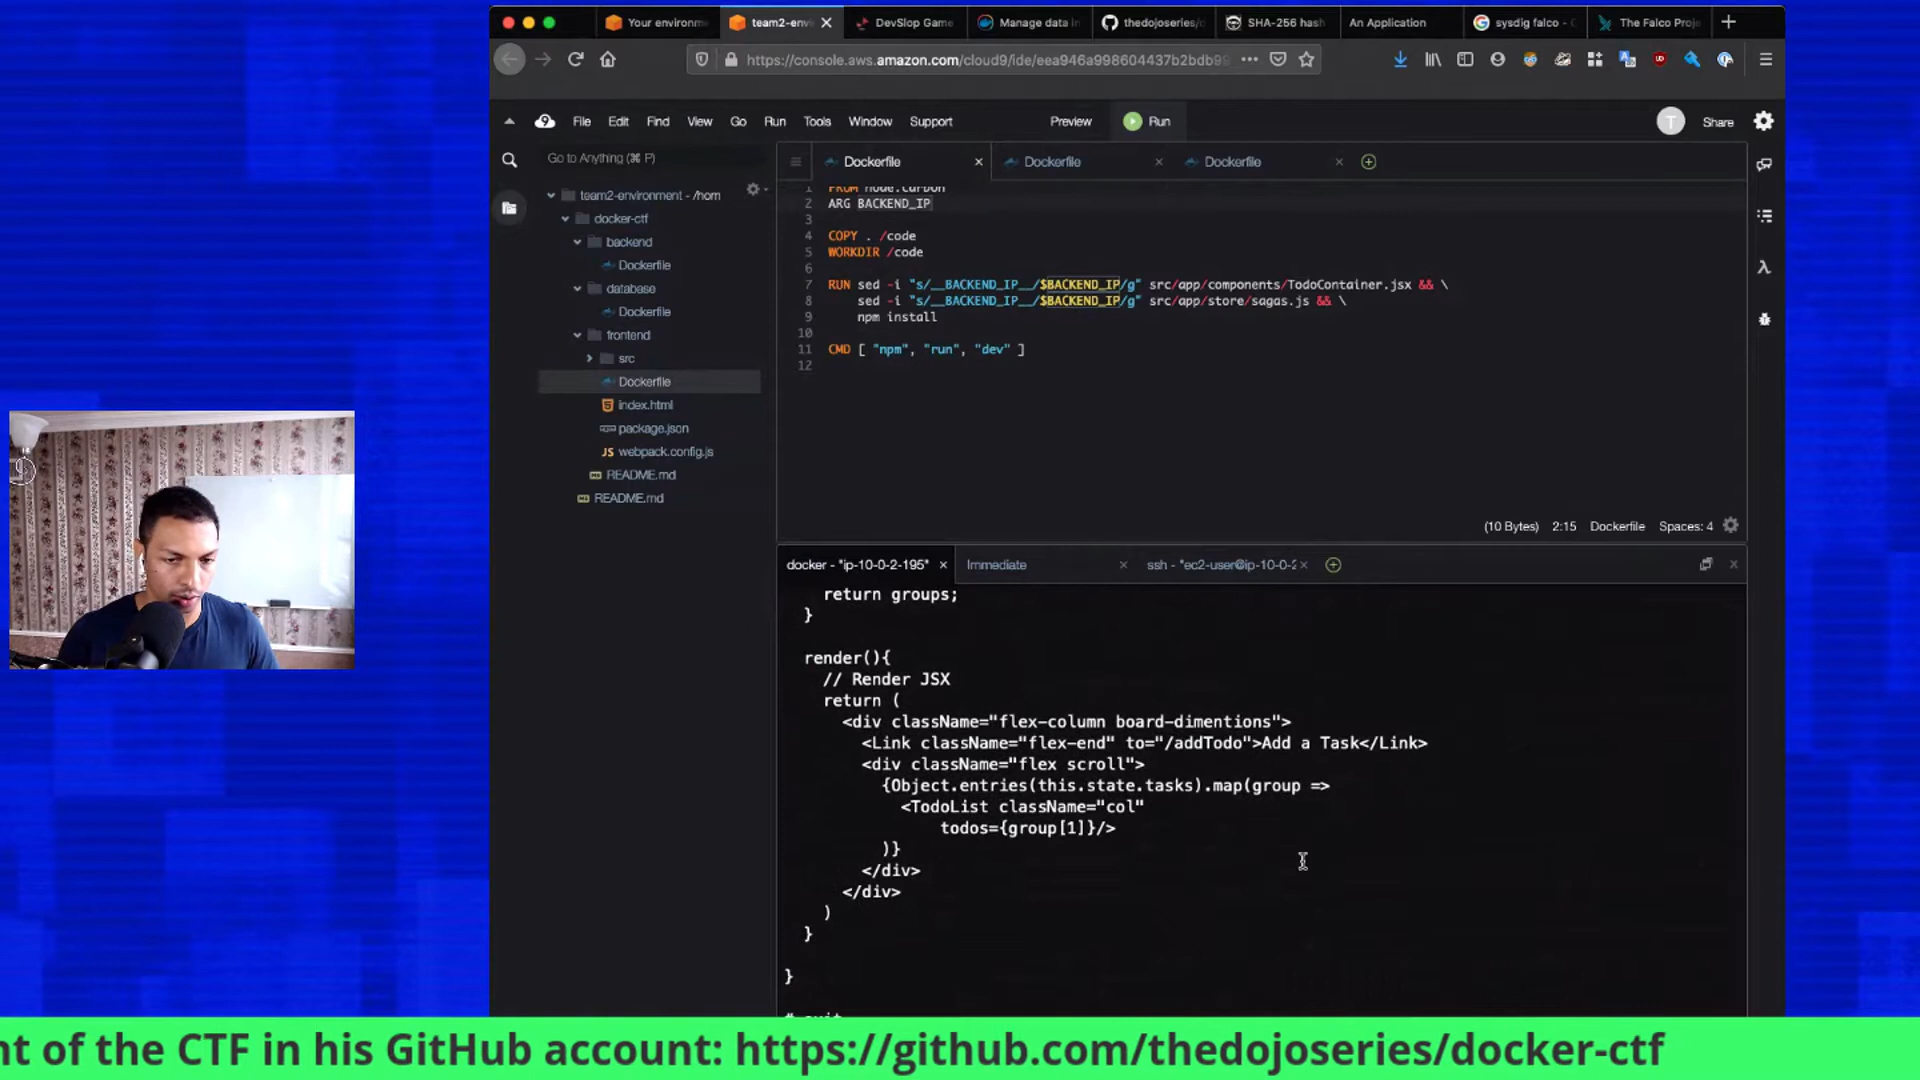 Your environm
team2-envi
DevSlop Game
Manage data in
thedojoseries/
SHA-256 hash
An Application
sysdig falco - G
The Falco Proj
https://console.aws.amazon.com/cloud9/ide/eea946a998604437b2bdb99
File Edit Find View Go Run Tools Window Support
Preview
Run
T
Share
Go to Anything (⌘ P)
team2-environment - /hom
docker-ctf
backend
Dockerfile
database
Dockerfile
frontend
src
Dockerfile
index.html
package.json
JS webpack.config.js
README.md
README.md
Dockerfile
Dockerfile
Dockerfile
1 FROM node:carbon
2 ARG BACKEND_IP
3
4 COPY . /code
5 WORKDIR /code
6
7 RUN sed -i "s/__BACKEND_IP__/$BACKEND_IP/g" src/app/components/TodoContainer.jsx && \
8 sed -i "s/__BACKEND_IP__/$BACKEND_IP/g" src/app/store/sagas.js && \
9 npm install
10
11 CMD [ "npm", "run", "dev" ]
12
(10 Bytes) 2:15 Dockerfile Spaces: 4
docker - "ip-10-0-2-195"
Immediate
ssh - "ec2-user@ip-10-0-2
return groups;
}
render(){
// Render JSX
return (
<div className="flex-column board-dimentions">
<Link className="flex-end" to="/addTodo">Add a Task</Link>
<div className="flex scroll">
{Object.entries(this.state.tasks).map(group =>
<TodoList className="col"
todos={group[1]}/>
)}
</div>
</div>
)
}
}
# exit
nt of the CTF in his GitHub account: https://github.com/thedojoseries/docker-ctf